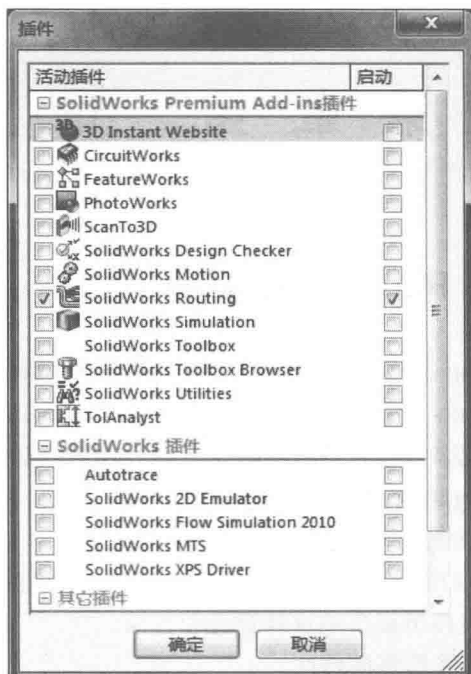 插件
活动插件 启动
SolidWorks Premium Add-ins插件
3D Instant Website
CircuitWorks
FeatureWorks
PhotoWorks
ScanTo3D
SolidWorks Design Checker
SolidWorks Motion
SolidWorks Routing
SolidWorks Simulation
SolidWorks Toolbox
SolidWorks Toolbox Browser
SolidWorks Utilities
TolAnalyst
SolidWorks 插件
Autotrace
SolidWorks 2D Emulator
SolidWorks Flow Simulation 2010
SolidWorks MTS
SolidWorks XPS Driver
其它插件
确定 取消